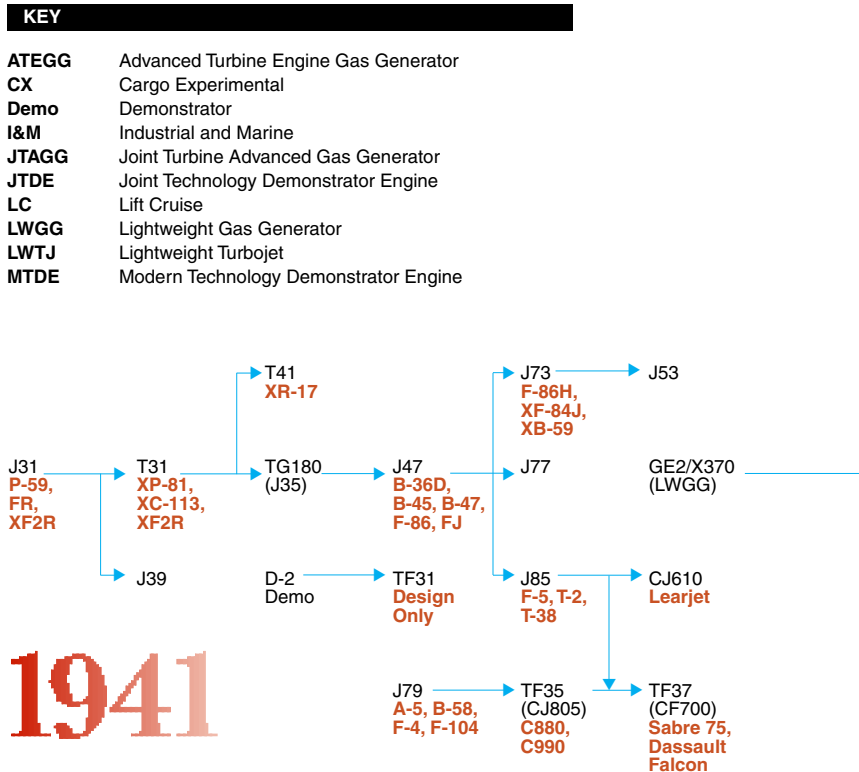 KEY
ATEGG Advanced Turbine Engine Gas Generator
CX Cargo Experimental
Demo Demonstrator
I&M Industrial and Marine
JTAGG Joint Turbine Advanced Gas Generator
JTDE Joint Technology Demonstrator Engine
LC Lift Cruise
LWGG Lightweight Gas Generator
LWTJ Lightweight Turbojet
MTDE Modern Technology Demonstrator Engine
T41
XR-17
J73
F-86H,
XF-84J,
XB-59
J53
J31
P-59,
FR,
XF2R
T31
XP-81,
XC-113,
XF2R
TG180
(J35)
J47
B-36D,
B-45, B-47,
F-86, FJ
J77
GE2/X370
(LWGG)
J39
D-2
Demo
TF31
Design
Only
J85
F-5, T-2,
T-38
CJ610
Learjet
1941
J79
A-5, B-58,
F-4, F-104
TF35
(CJ805)
C880,
C990
TF37
(CF700)
Sabre 75,
Dassault
Falcon